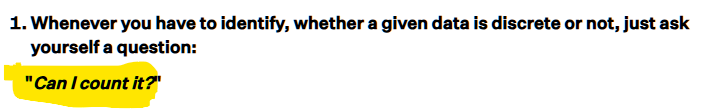 1. Whenever you have to identify, whether a given data is discrete or not, just ask
yourself a question:
"Can I count it?"